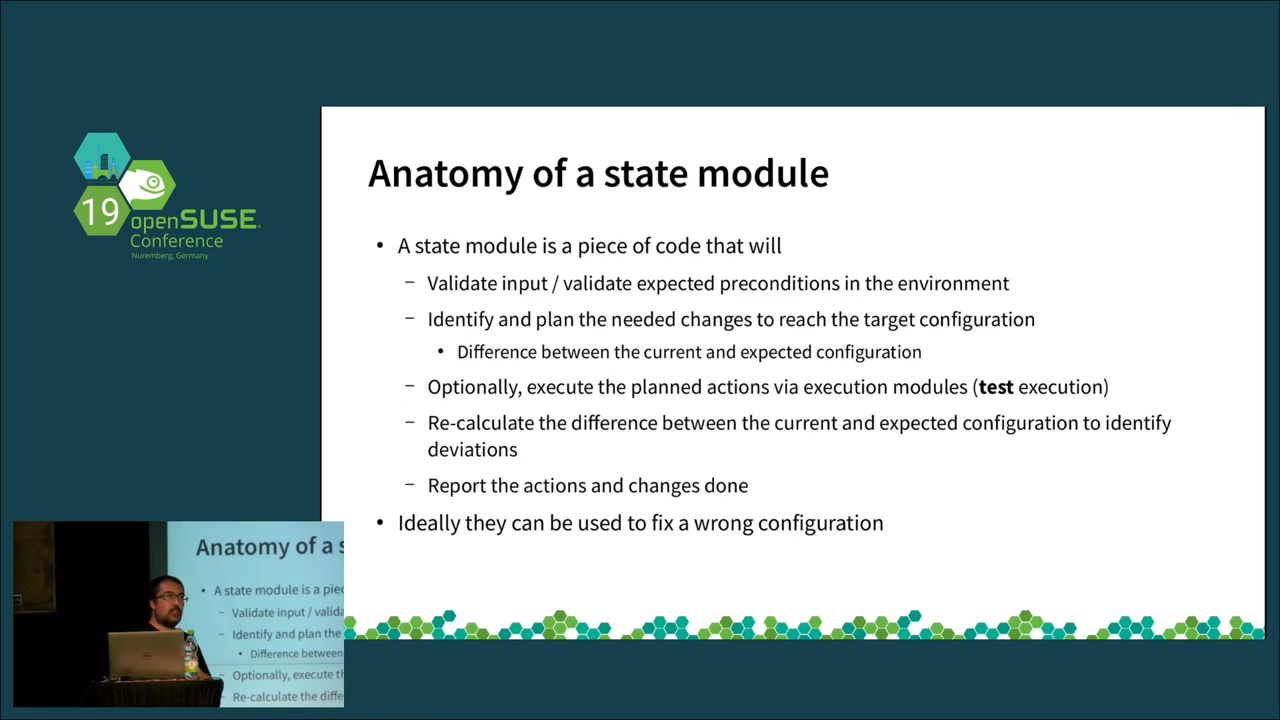 19
openSUSE
Conference
Nuremberg, Germany
Anatomy of a state module
• A state module is a piece of code that will
– Validate input / validate expected preconditions in the environment
– Identify and plan the needed changes to reach the target configuration
• Difference between the current and expected configuration
– Optionally, execute the planned actions via execution modules (test execution)
– Re-calculate the difference between the current and expected configuration to identify
deviations
– Report the actions and changes done
• Ideally they can be used to fix a wrong configuration
Anatomy of a s
• A state module is a piec
– Validate input / valida
– Identify and plan the
• Difference between
– Optionally, execute th
– Re-calculate the diffe